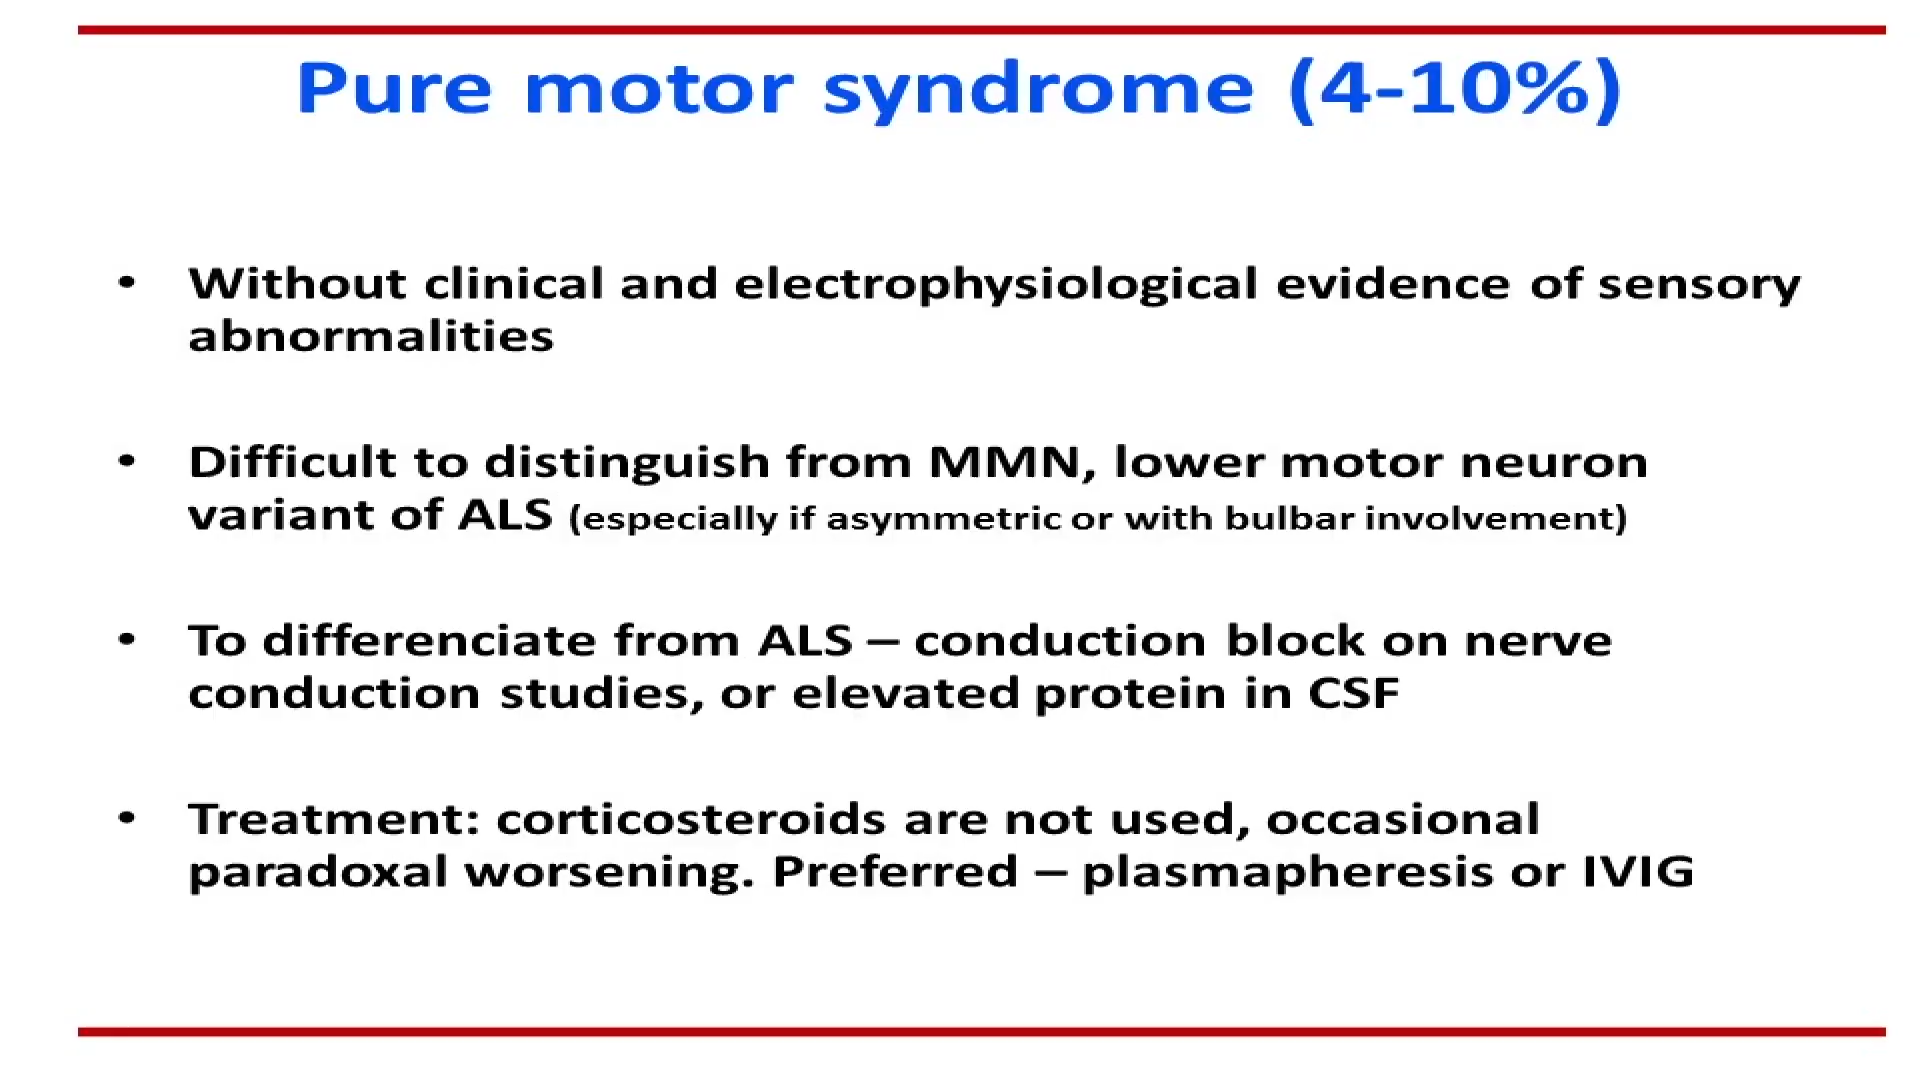 Pure motor syndrome (4-10%)
• Without clinical and electrophysiological evidence of sensory
abnormalities
• Difficult to distinguish from MMN, lower motor neuron
variant of ALS (especially if asymmetric or with bulbar involvement)
• To differenciate from ALS – conduction block on nerve
conduction studies, or elevated protein in CSF
• Treatment: corticosteroids are not used, occasional
paradoxal worsening. Preferred – plasmapheresis or IVIG